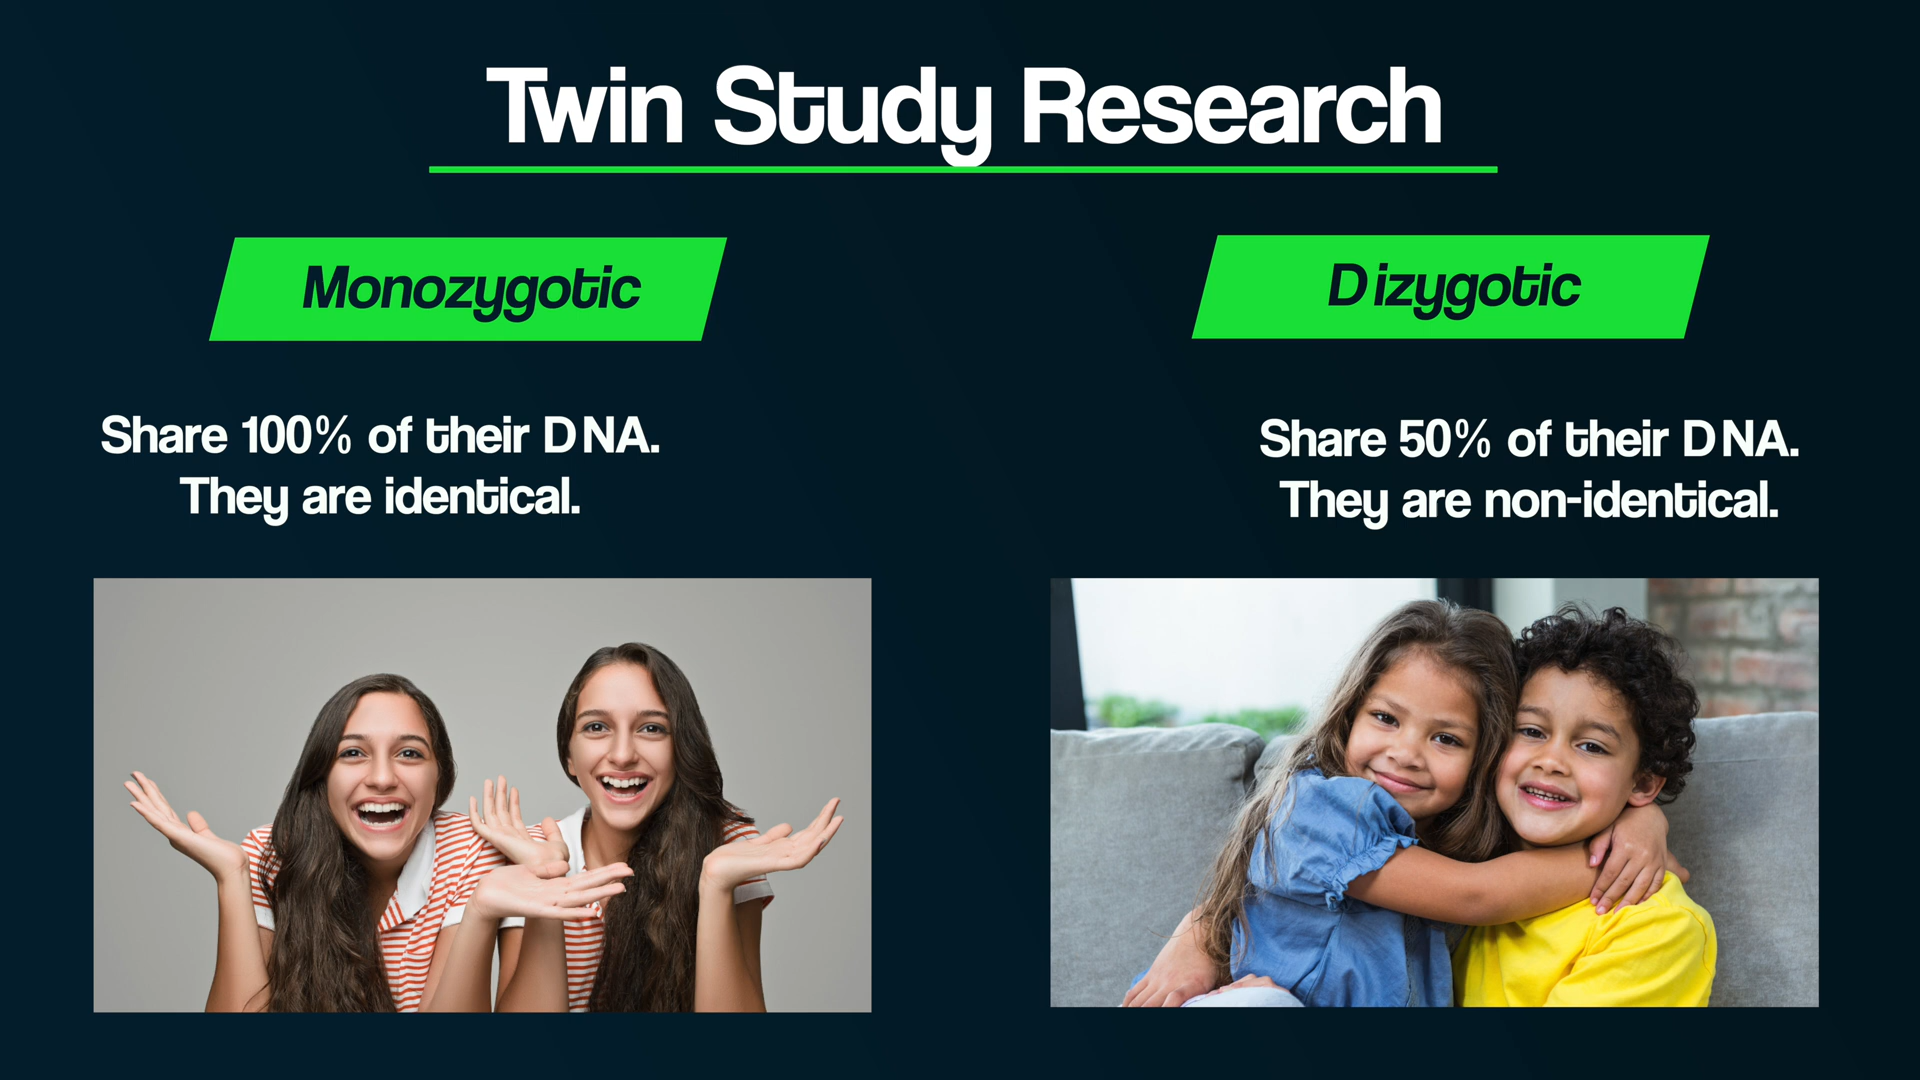 Twin Study Research
Monozygotic
Dizygotic
Share 100% of their DNA.
They are identical.
Share 50% of their DNA.
They are non-identical.